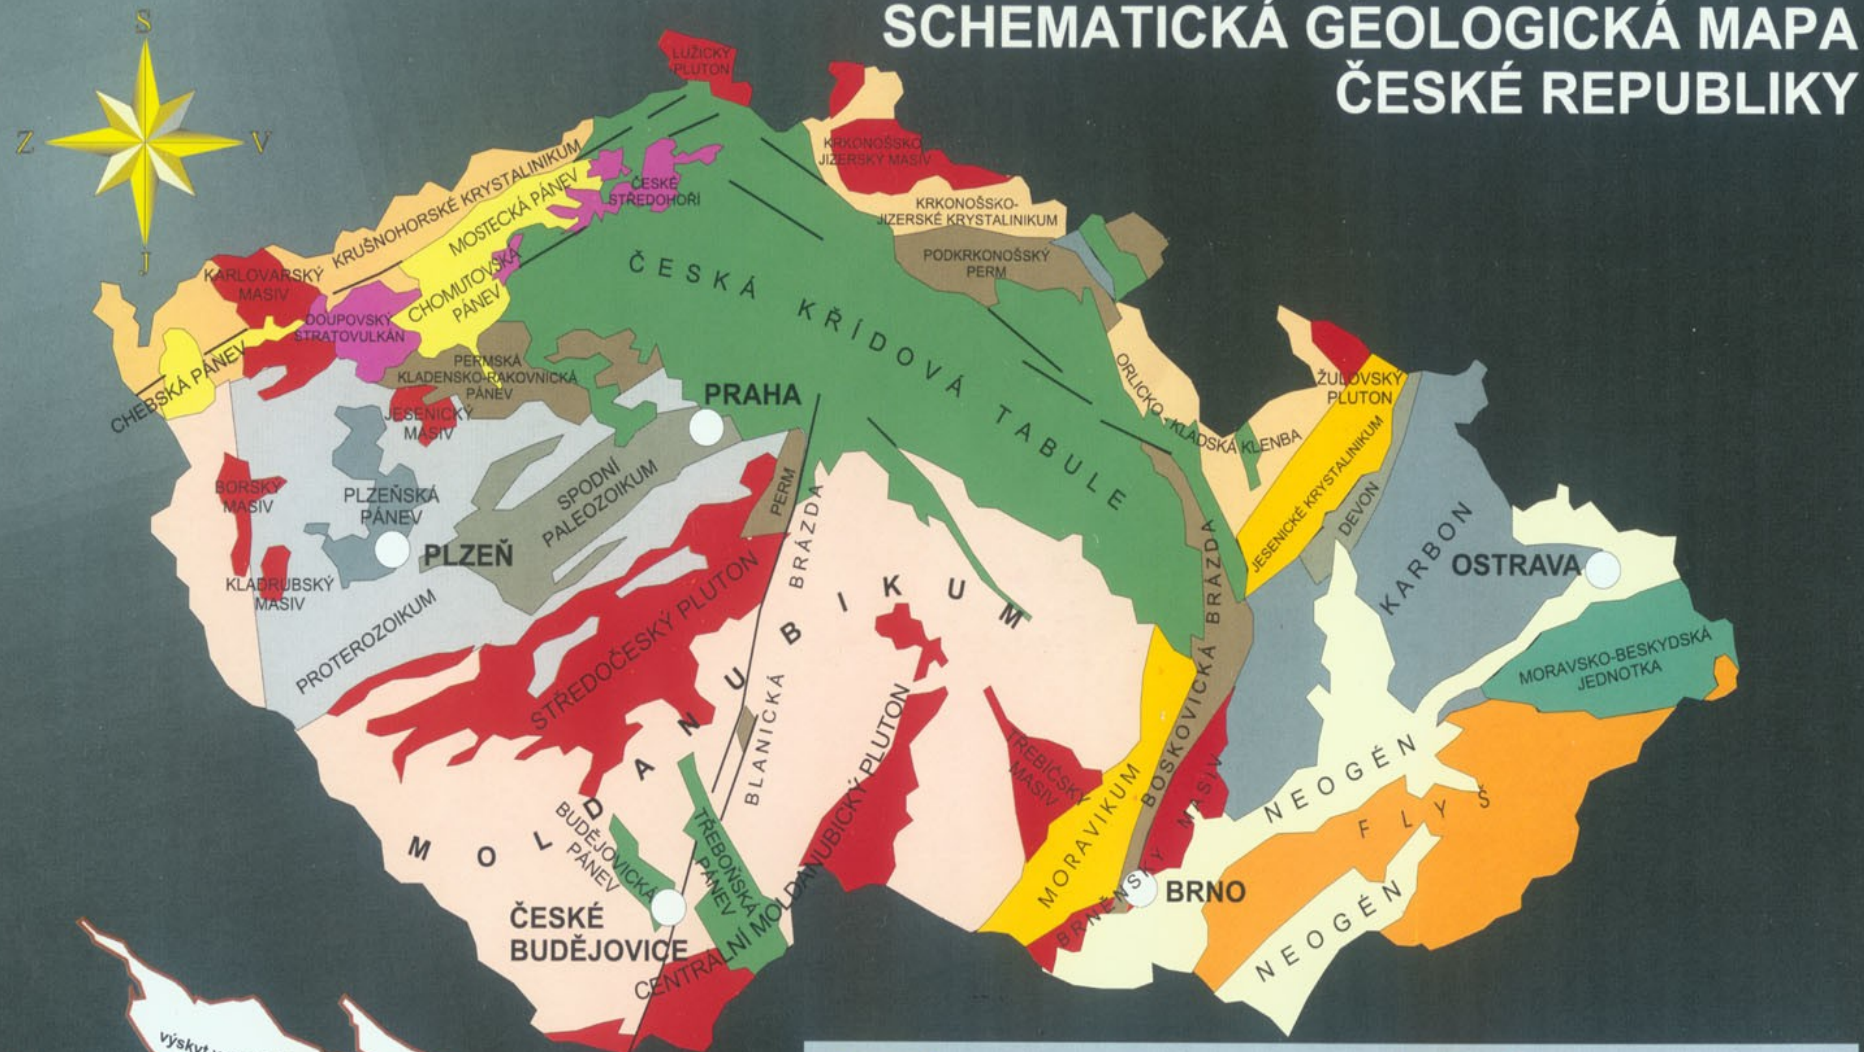 SCHEMATICKÁ GEOLOGICKÁ MAPA
ČESKÉ REPUBLIKY
S
Z
V
J
LUŽICKÝ
PLUTON
KRKONOŠSKO
JIZERSKÝ MASIV
KRUŠNOHORSKÉ KRYSTALINIKUM
MOSTECKÁ PÁNEV
ČESKÉ
STŘEDOHOŘÍ
KRKONOŠSKO-
JIZERSKÉ KRYSTALINIKUM
PODKRKONOŠSKÝ
PERM
KARLOVARSKÝ
MASIV
CHOMUTOVSKÁ
PÁNEV
DOUPOVSKÝ
STRATOVULKÁN
ČESKÁ KŘÍDOVÁ TABULE
CHEBSKÁ PÁNEV
PERMSKÁ
KLADENSKO-RAKOVNICKÁ
PÁNEV
JESENICKÝ
MASIV
PRAHA
ORLICKO-KLADSKÁ KLENBA
ŽULOVSKÝ
PLUTON
JESENICKÉ KRYSTALINIKUM
DEVON
KARBON
OSTRAVA
BORSKÝ
MASIV
PLZEŇSKÁ
PÁNEV
SPODNÍ
PALEOZOIKUM
PERM
PLZEŇ
KLADRUBSKÝ
MASIV
PROTEROZOIKUM
STŘEDOČESKÝ PLUTON
BLANICKÁ BRÁZDA
MOLDANUBIKUM
BOSKOVICKÁ BRÁZDA
MORAVSKO-BESKYDSKÁ
JEDNOTKA
TŘEBÍČSKÝ
MASIV
MORAVIKUM
BRNĚNSKÝ MASIV
NEOGÉN
FLYŠ
NEOGÉN
BRNO
BUDĚJOVICKÁ
PÁNEV
TŘEBOŇSKÁ
PÁNEV
ČESKÉ
BUDĚJOVICE
CENTRÁLNÍ MOLDANUBICKÝ PLUTON
výskyt